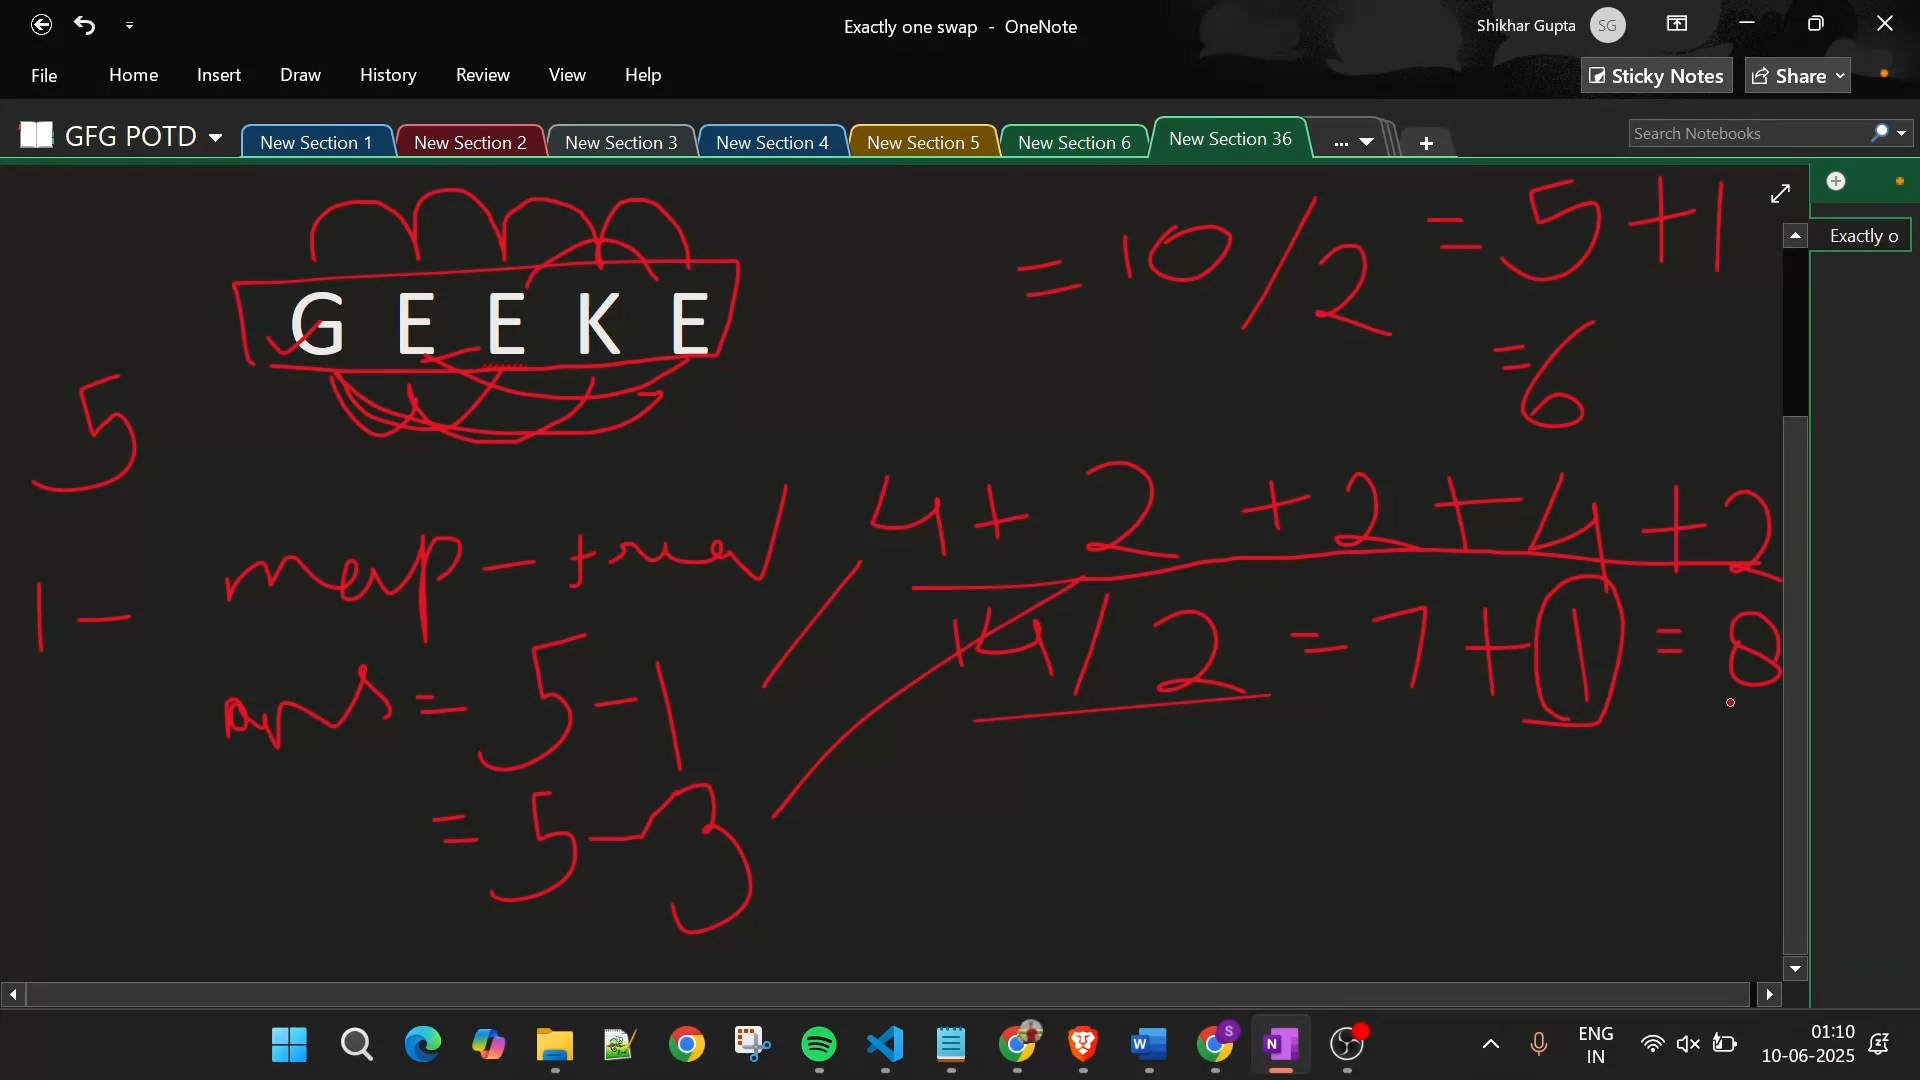 Exactly one swap - OneNote
Shikhar Gupta SG
File Home Insert Draw History Review View Help
Sticky Notes Share
GFG POTD New Section 1 New Section 2 New Section 3 New Section 4 New Section 5 New Section 6 New Section 36 ... +
Search Notebooks
Exactly o
= 10/2 = 5+1
= 6
G E E K E
5
4+2+2+4+2
14/2 = 7+1 = 8
1 - map -
ans = 5-1
= 5-3
ENG
IN
01:10
10-06-2025